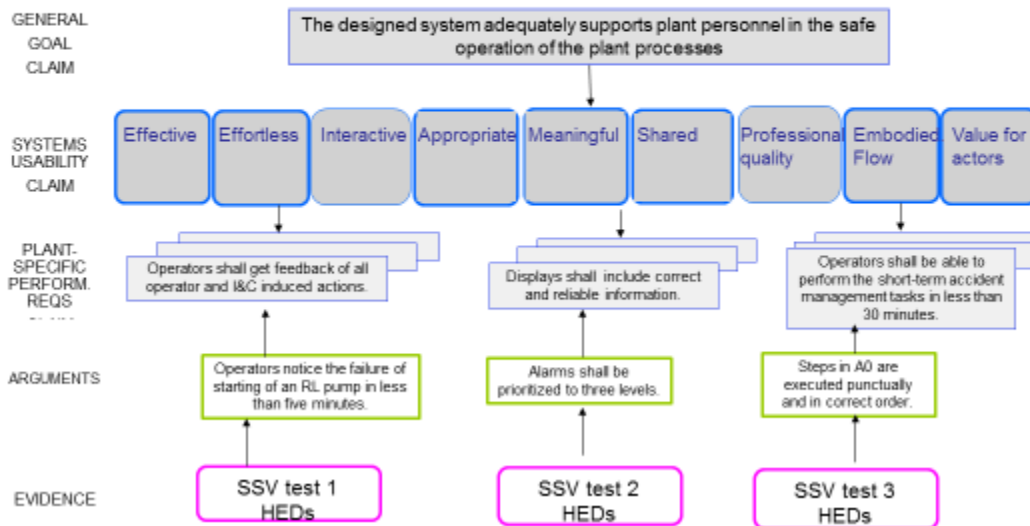 GENERAL
GOAL
CLAIM
The designed system adequately supports plant personnel in the safe
operation of the plant processes
SYSTEMS
USABILITY
CLAIM
Effective
Effortless
Interactive
Appropriate
Meaningful
Shared
Professional
quality
Embodied
Flow
Value for
actors
PLANT-
SPECIFIC
PERFORM.
REQS
Operators shall get feedback of all
operator and I&C induced actions.
Displays shall include correct
and reliable information.
Operators shall be able to
perform the short-term accident
management tasks in less than
30 minutes.
ARGUMENTS
Operators notice the failure of
starting of an RL pump in less
than five minutes.
Alarms shall be
prioritized to three levels.
Steps in A0 are
executed punctually
and in correct order.
EVIDENCE
SSV test 1
HEDs
SSV test 2
HEDs
SSV test 3
HEDs